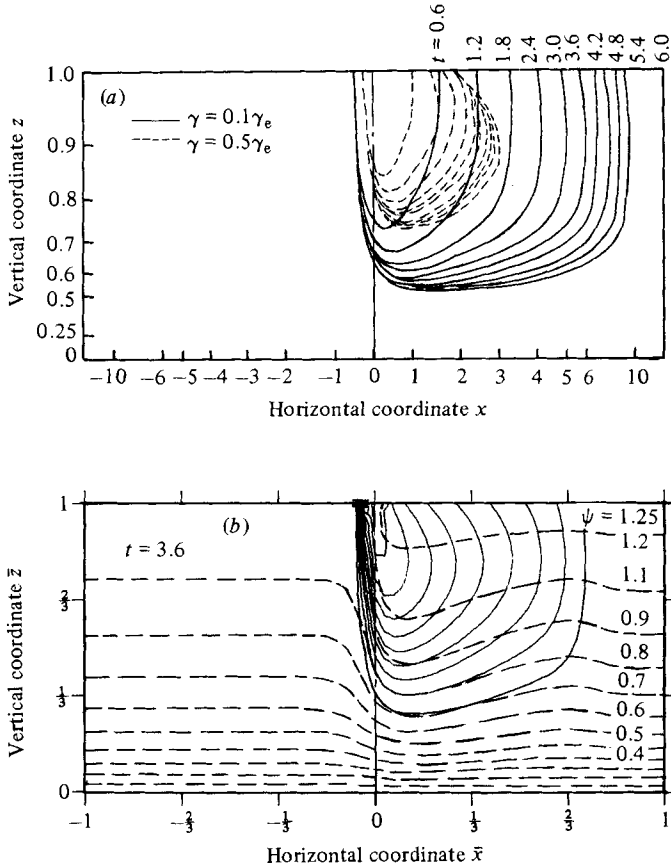 t = 0.6 1.2 1.8 2.4 3.0 3.6 4.2 4.8 5.4 6.0
1.0
(a)
γ = 0.1γe
γ = 0.5γe
0.9
0.8
0.7
0.6
0.5
0.25
0
Vertical coordinate z
−10 −6 −5 −4 −3 −2 −1 0 1 2 3 4 5 6 10
Horizontal coordinate x
1
(b)
ψ = 1.25
t = 3.6
1.2
1.1
2/3
0.9
0.8
1/3
0.7
0.6
0.5
0.4
0
Vertical coordinate z̄
−1 −2/3 −1/3 0 1/3 2/3 1
Horizontal coordinate x̄